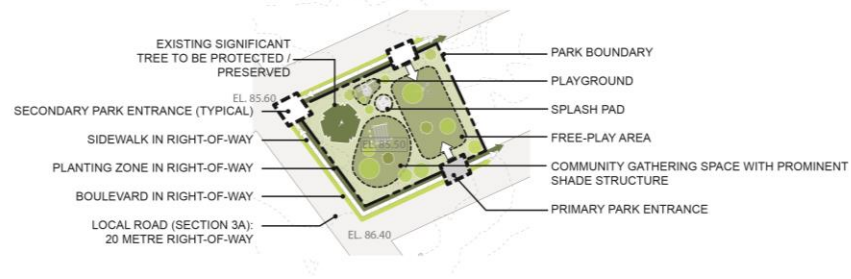 EXISTING SIGNIFICANT
TREE TO BE PROTECTED /
PRESERVED
EL. 85.60
SECONDARY PARK ENTRANCE (TYPICAL)
SIDEWALK IN RIGHT-OF-WAY
PLANTING ZONE IN RIGHT-OF-WAY
BOULEVARD IN RIGHT-OF-WAY
LOCAL ROAD (SECTION 3A):
20 METRE RIGHT-OF-WAY
EL. 85.50
EL. 86.40
PARK BOUNDARY
PLAYGROUND
SPLASH PAD
FREE-PLAY AREA
COMMUNITY GATHERING SPACE WITH PROMINENT
SHADE STRUCTURE
PRIMARY PARK ENTRANCE